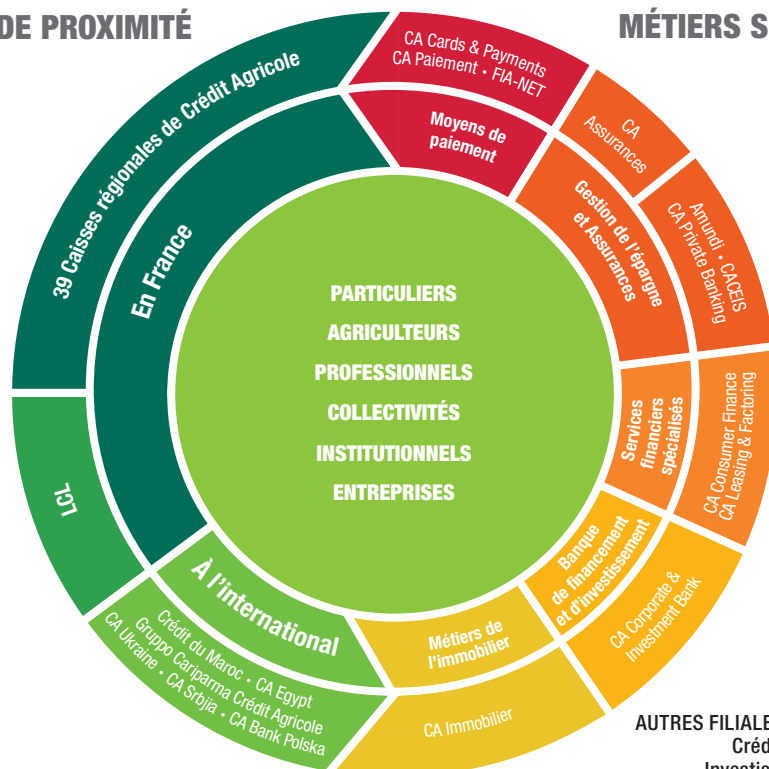 DE PROXIMITÉ
MÉTIERS S
39 Caisses régionales de Crédit Agricole
En France
LCL
À l'international
Crédit du Maroc • CA Egypt
Gruppo Cariparma Crédit Agricole
CA Ukraine • CA Srbija • CA Bank Polska
CA Cards & Payments
CA Paiement • FIA-NET
Moyens de
paiement
CA
Assurances
Gestion de l'épargne
et Assurances
Amundi • CACEIS
CA Private Banking
Services
financiers
spécialisés
CA Consumer Finance
CA Leasing & Factoring
Banque
de financement
et d'investissement
CA Corporate &
Investment Bank
Métiers de
l'immobilier
CA Immobilier
PARTICULIERS
AGRICULTEURS
PROFESSIONNELS
COLLECTIVITÉS
INSTITUTIONNELS
ENTREPRISES
AUTRES FILIALE
Créd